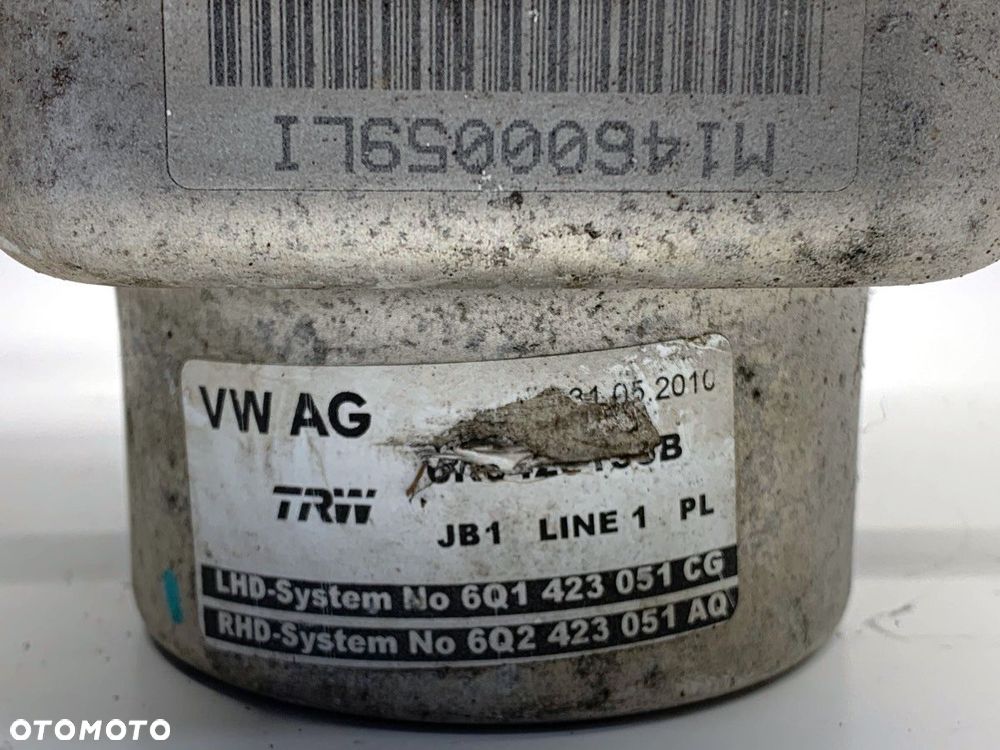 M14600059LI
VW AG
31.05.2010
TRW
JB1 LINE 1 PL
LHD-System No 6Q1 423 051 CG
RHD-System No 6Q2 423 051 AQ
OTOMOTO